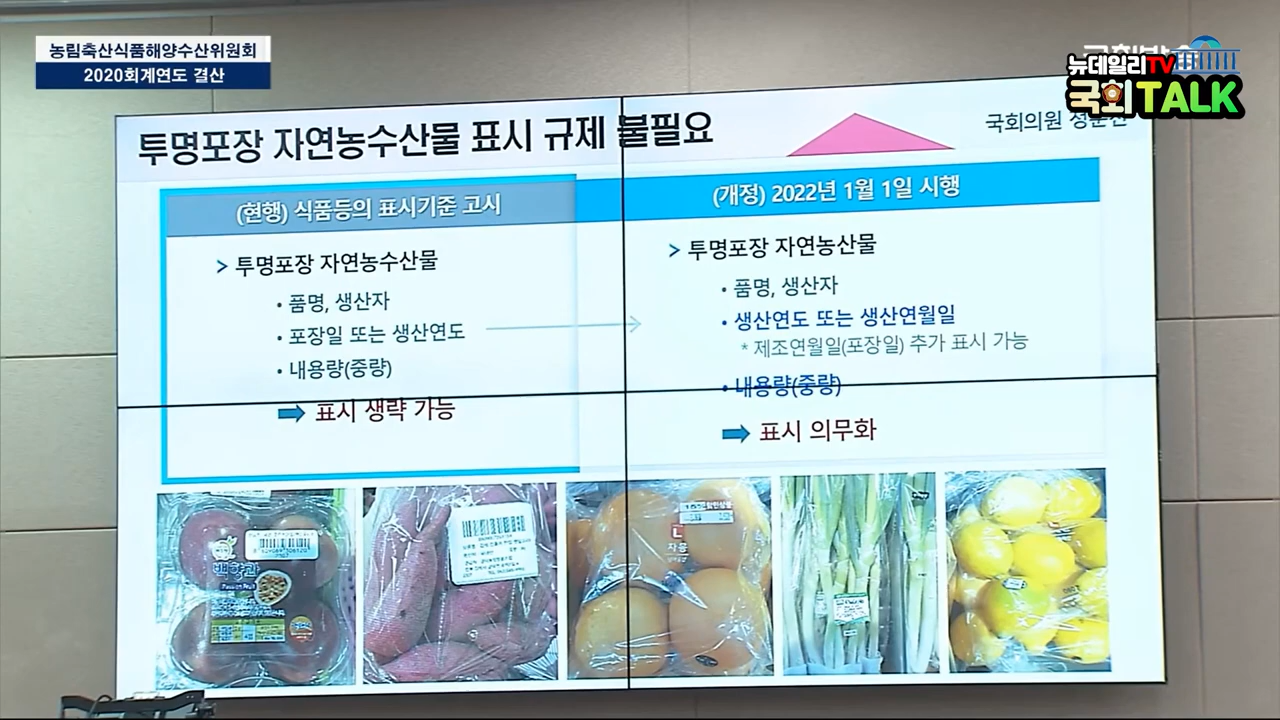 농림축산식품해양수산위원회
2020회계연도 결산
뉴데일리TV
국회TALK
투명포장 자연농수산물 표시 규제 불필요
국회의원
(현행) 식품등의 표시기준 고시
> 투명포장 자연농수산물
• 품명, 생산자
• 포장일 또는 생산연도
• 내용량(중량)
표시 생략 가능
(개정) 2022년 1월 1일 시행
> 투명포장 자연농산물
• 품명, 생산자
• 생산연도 또는 생산연월일
* 제조연월일(포장일) 추가 표시 가능
• 내용량(중량)
표시 의무화
백향과
L
자몽